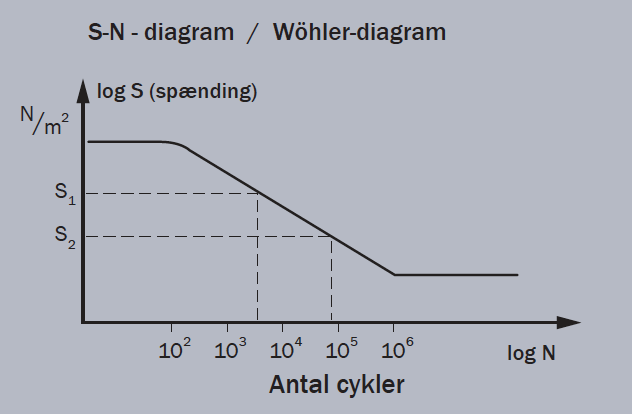 S-N - diagram / Wöhler-diagram
log S (spænding)
N/m²
S₁
S₂
10² 10³ 10⁴ 10⁵ 10⁶
log N
Antal cykler